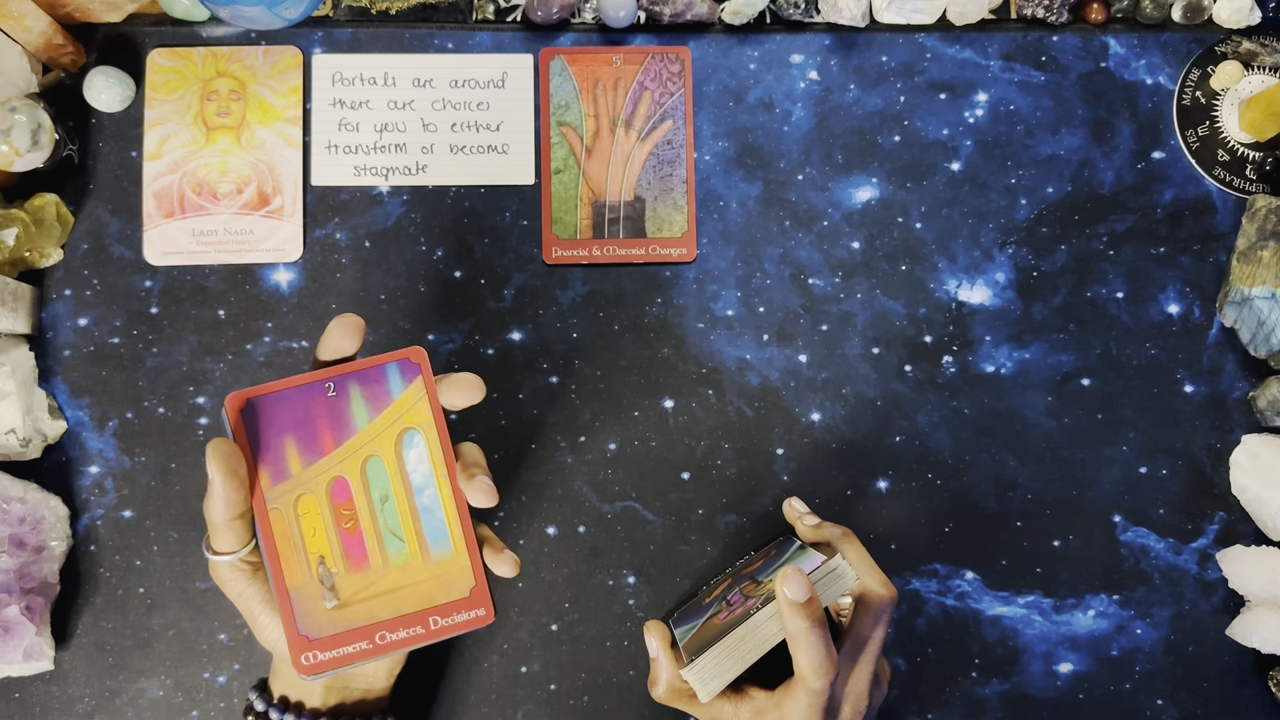 LADY NADA
— Expanded Heart —
Portals are around
there are choices
for you to either
transform or become
stagnate
5
Financial & Material Changes
MAYBE
YES
REPHRASE
2
Movement, Choices, Decisions